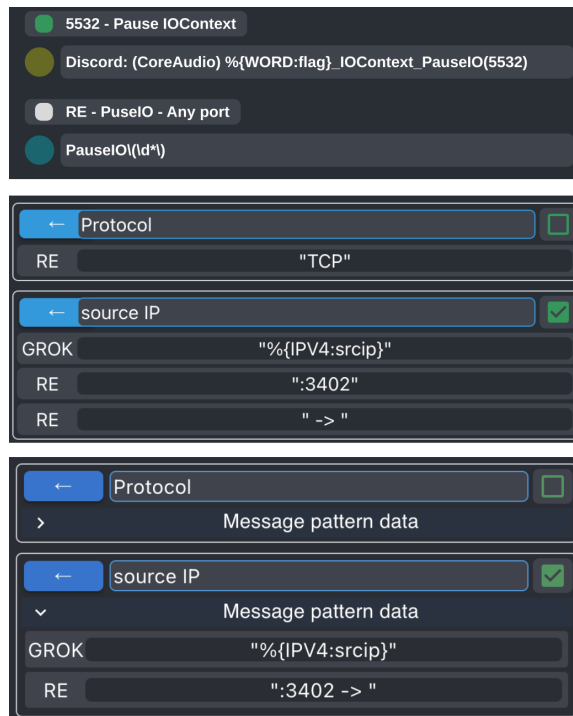 5532 - Pause IOContext
Discord: (CoreAudio) %{WORD:flag}_IOContext_PauseIO(5532)
RE - PuseIO - Any port
PauseIO\(\d*\)
← Protocol
RE "TCP"
← source IP
GROK "%{IPV4:srcip}"
RE ":3402"
RE " -> "
← Protocol
> Message pattern data
← source IP
Message pattern data
GROK "%{IPV4:srcip}"
RE ":3402 -> "